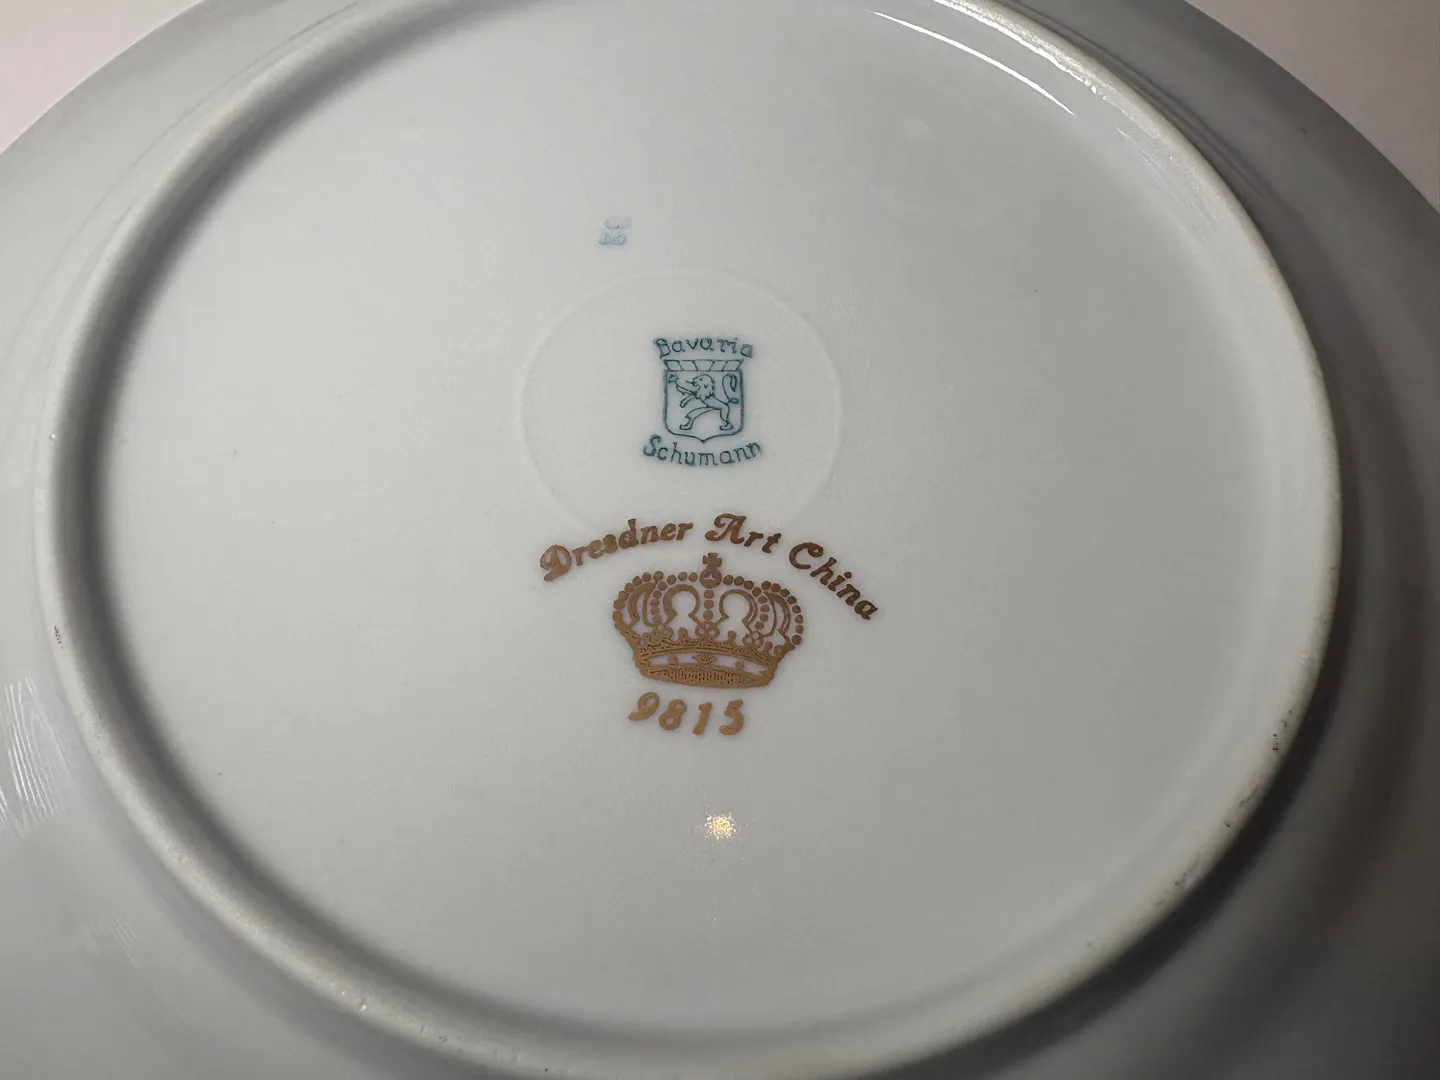 Bavaria
Schumann
Dresdner Art China
9815